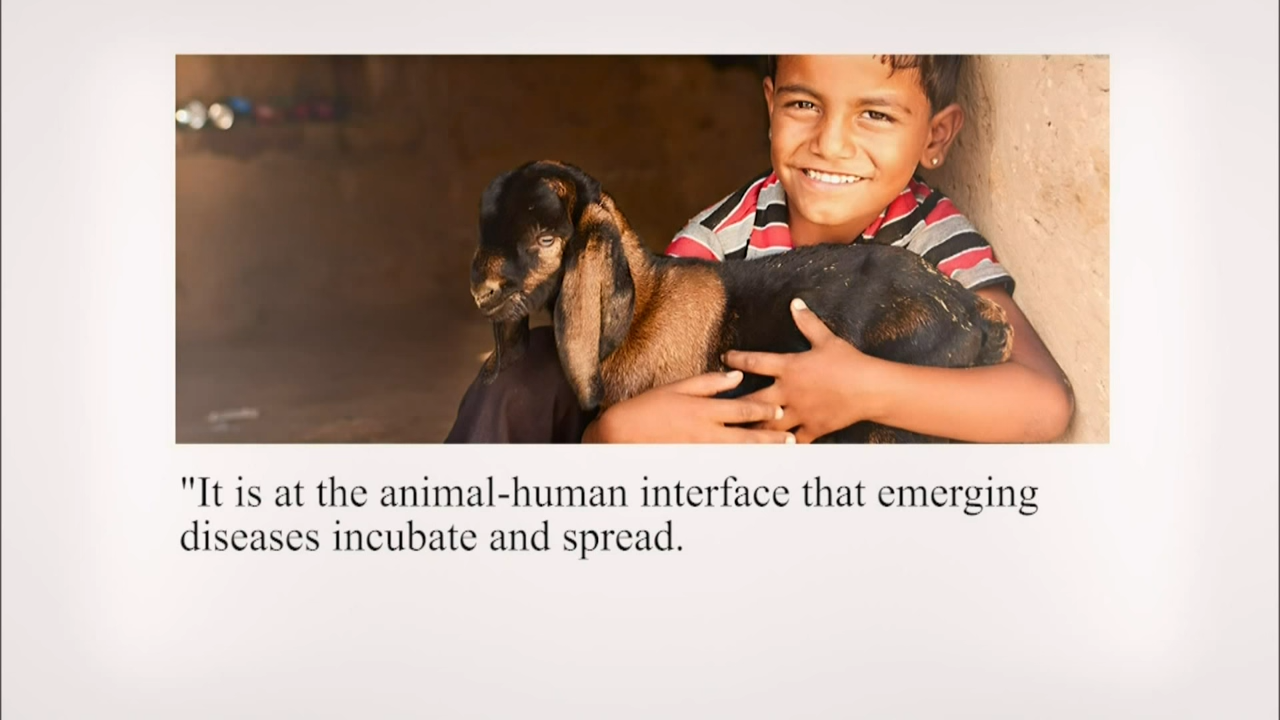 "It is at the animal-human interface that emerging
diseases incubate and spread.